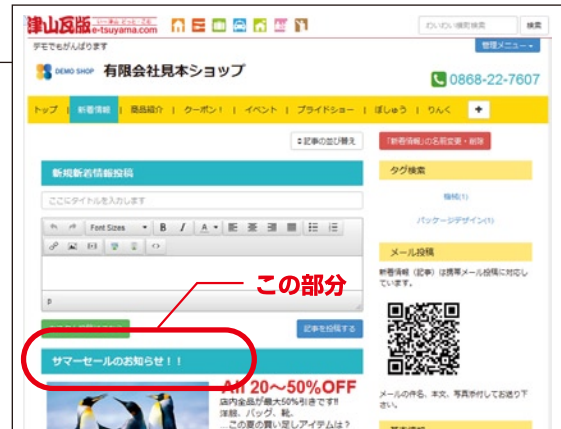 津山瓦版
e-tsuyama.com
検索
デモでもがんばります
管理メニュー
DEMO SHOP 有限会社見本ショップ
0868-22-7607
トップ | 新着情報 | 商品紹介 | クーポン! | イベント | ブライドショー | ぼしゅう | りんく +
記事の並び替え
「新着情報」の名前変更・削除
新規新着情報投稿
タグ検索
ここにタイトルを入力します
機械(1)
Font Sizes B I A
パッケージデザイン(1)
メール投稿
新着情報(記事)は携帯メール投稿に対応しています。
この部分
p
記事を投稿する
サマーセールのお知らせ!!
All 20~50%OFF
店内全品が最大50%引きです!!
洋服、バッグ、靴、
...この夏の買い足しアイテムは?
メールの件名、本文、写真添付してお送り下さい。